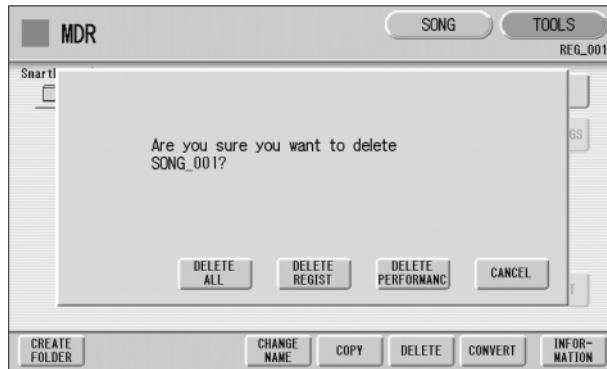 MDR
SONG
TOOLS
REG_001
Are you sure you want to delete
SONG_001?
DELETE
ALL
DELETE
REGIST
DELETE
PERFORMANC
CANCEL
GS
T
CREATE
FOLDER
CHANGE
NAME
COPY
DELETE
CONVERT
INFOR-
MATION